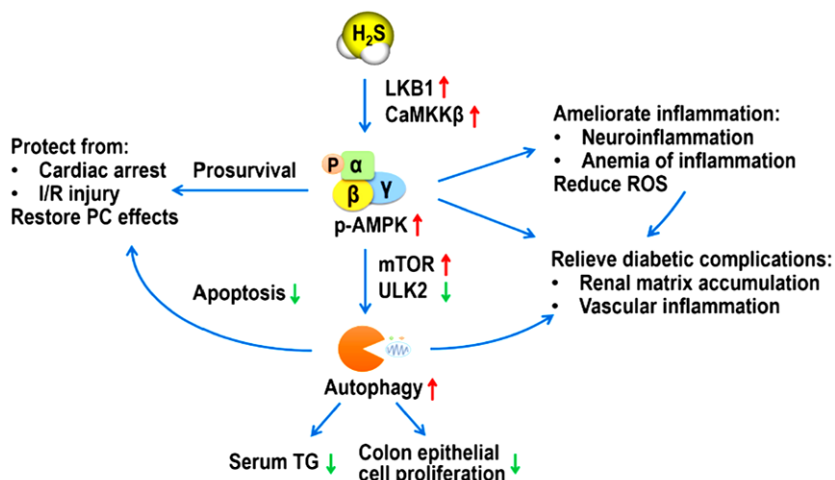 H₂S
LKB1 ↑
CaMKKβ ↑
Protect from:
• Cardiac arrest
• I/R injury
Restore PC effects
Prosurvival
P
α
β
γ
p-AMPK ↑
Ameliorate inflammation:
• Neuroinflammation
• Anemia of inflammation
Reduce ROS
mTOR ↑
ULK2 ↓
Relieve diabetic complications:
• Renal matrix accumulation
• Vascular inflammation
Apoptosis ↓
Autophagy ↑
Serum TG ↓
Colon epithelial
cell proliferation ↓